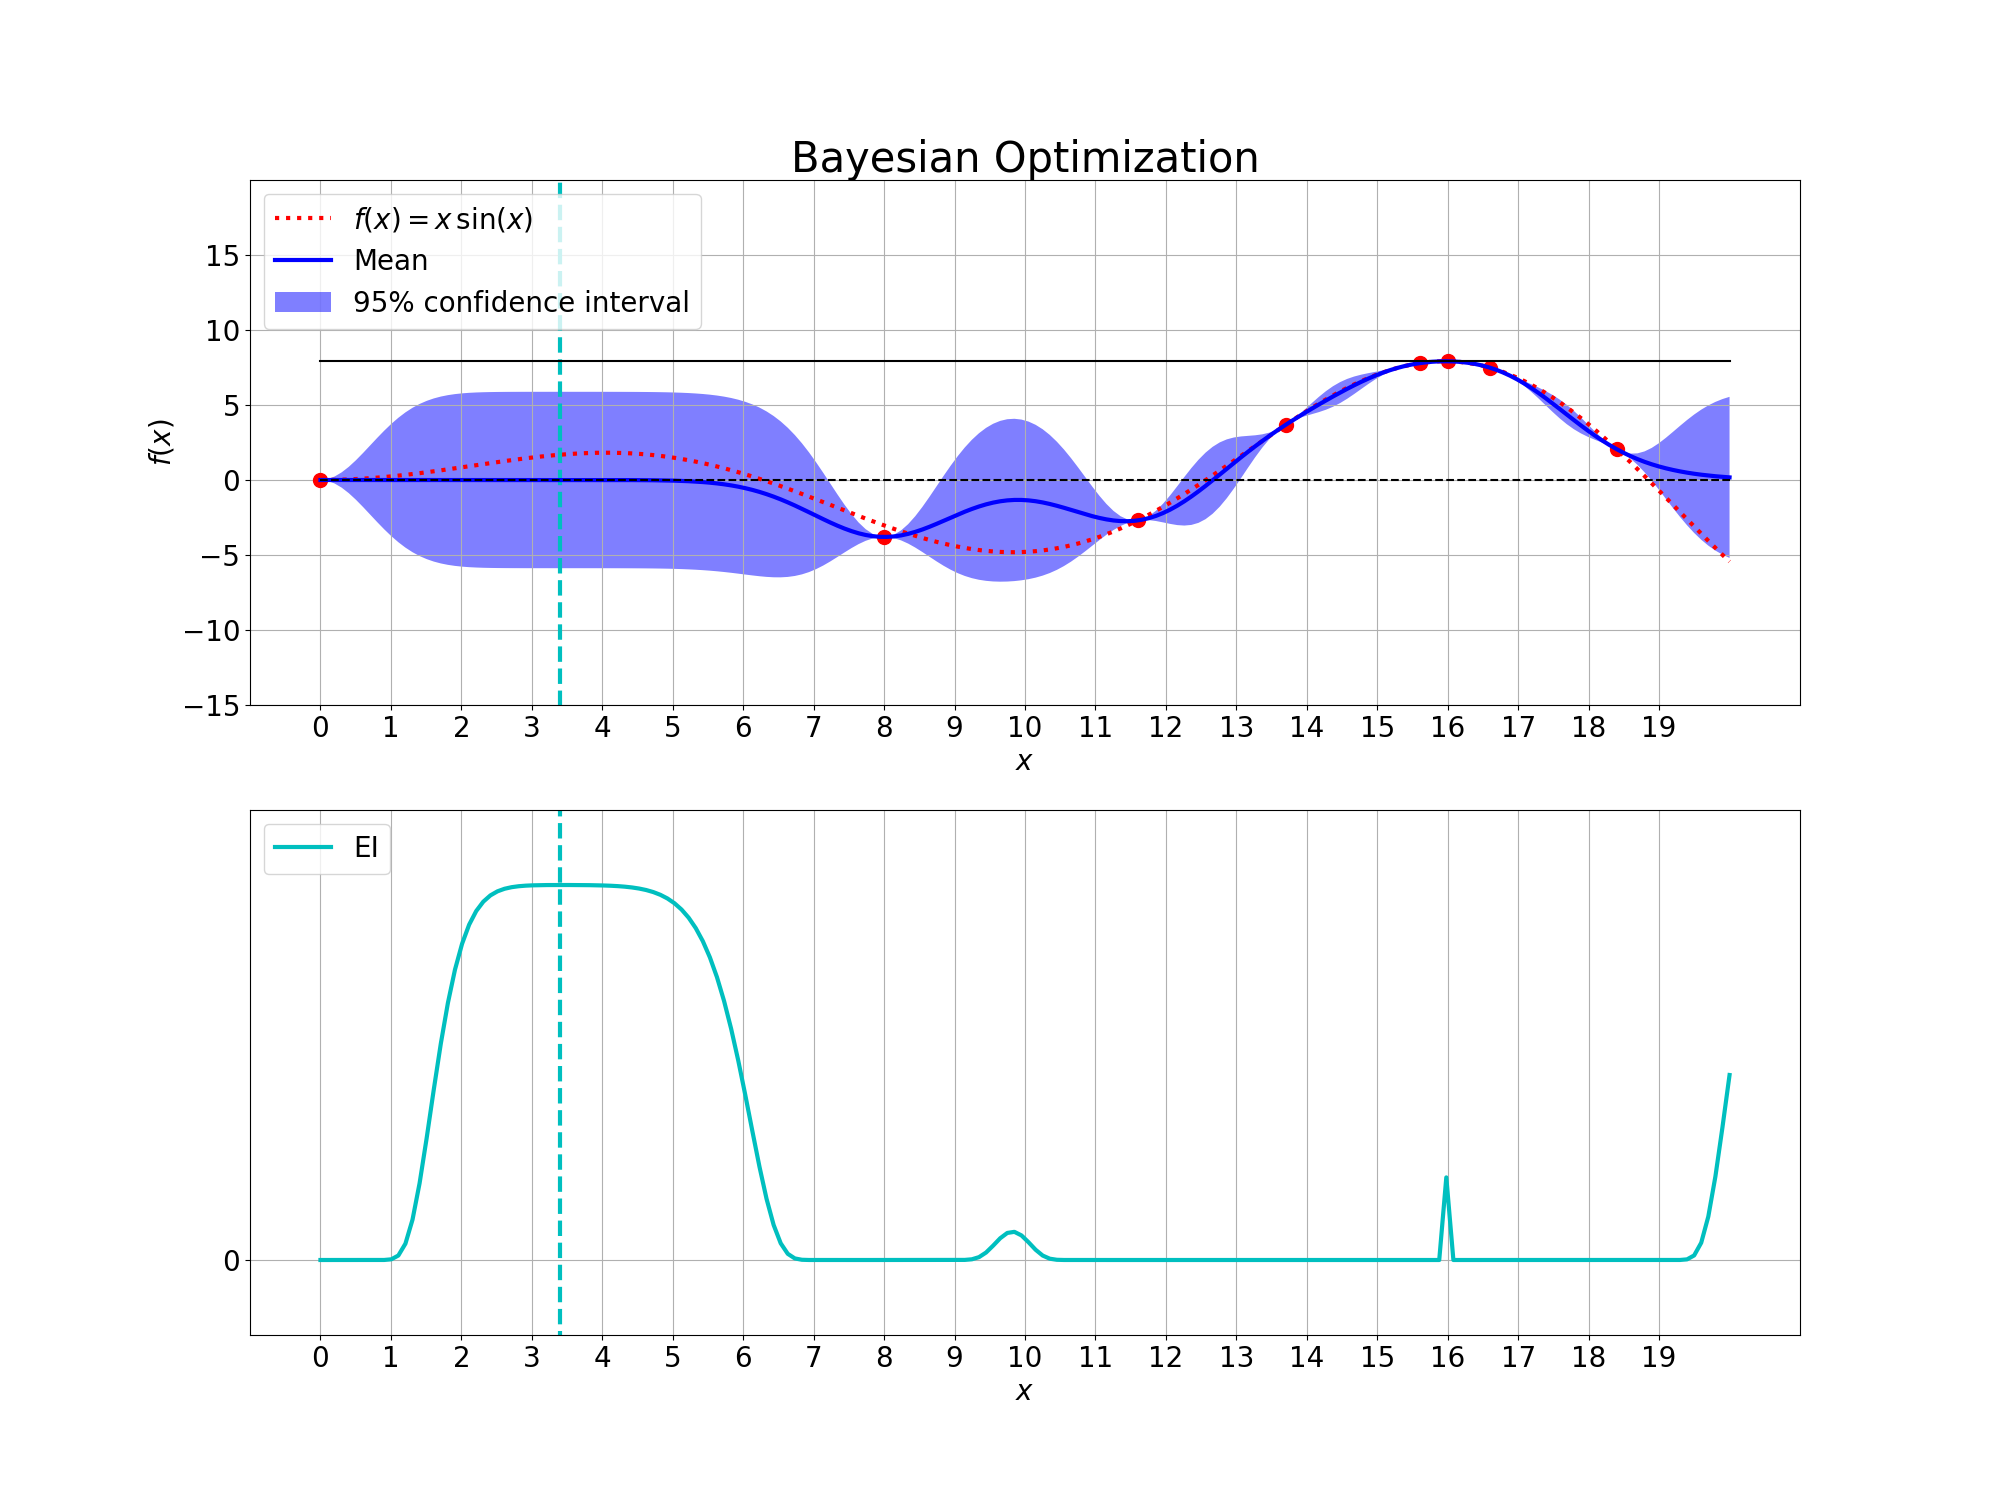 Bayesian Optimization
f(x) = x sin(x)
Mean
95% confidence interval
15
10
5
0
−5
−10
−15
f(x)
0 1 2 3 4 5 6 7 8 9 10 11 12 13 14 15 16 17 18 19
x
EI
0
0 1 2 3 4 5 6 7 8 9 10 11 12 13 14 15 16 17 18 19
x